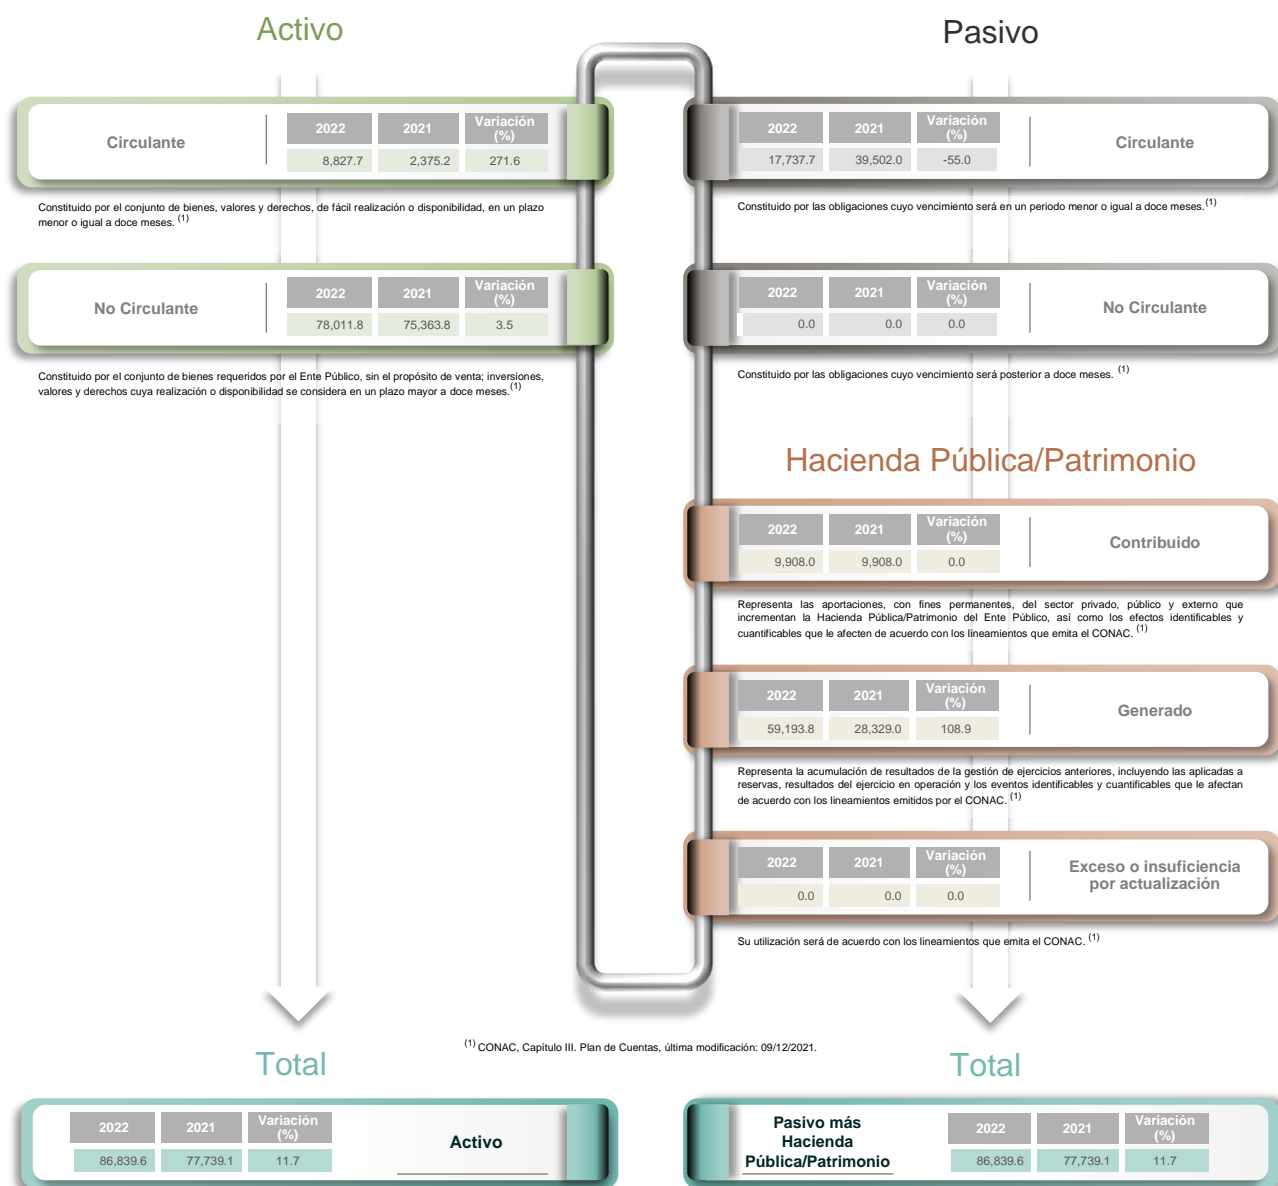 Activo
Circulante
2022 2021 Variación (%)
8,827.7 2,375.2 271.6
Constituido por el conjunto de bienes, valores y derechos, de fácil realización o disponibilidad, en un plazo
menor o igual a doce meses. (1)
No Circulante
2022 2021 Variación (%)
78,011.8 75,363.8 3.5
Constituido por el conjunto de bienes requeridos por el Ente Público, sin el propósito de venta; inversiones,
valores y derechos cuya realización o disponibilidad se considera en un plazo mayor a doce meses. (1)
Pasivo
2022 2021 Variación (%)
17,737.7 39,502.0 -55.0
Circulante
Constituido por las obligaciones cuyo vencimiento será en un periodo menor o igual a doce meses. (1)
2022 2021 Variación (%)
0.0 0.0 0.0
No Circulante
Constituido por las obligaciones cuyo vencimiento será posterior a doce meses. (1)
Hacienda Pública/Patrimonio
2022 2021 Variación (%)
9,908.0 9,908.0 0.0
Contribuido
Representa las aportaciones, con fines permanentes, del sector privado, público y externo que
incrementan la Hacienda Pública/Patrimonio del Ente Público, así como los efectos identificables y
cuantificables que le afecten de acuerdo con los lineamientos que emita el CONAC. (1)
2022 2021 Variación (%)
59,193.8 28,329.0 108.9
Generado
Representa la acumulación de resultados de la gestión de ejercicios anteriores, incluyendo las aplicadas a
reservas, resultados del ejercicio en operación y los eventos identificables y cuantificables que le afectan
de acuerdo con los lineamientos emitidos por el CONAC. (1)
2022 2021 Variación (%)
0.0 0.0 0.0
Exceso o insuficiencia
por actualización
Su utilización será de acuerdo con los lineamientos que emita el CONAC. (1)
(1) CONAC, Capítulo III. Plan de Cuentas, última modificación: 09/12/2021.
Total
2022 2021 Variación (%)
86,839.6 77,739.1 11.7
Activo
Total
Pasivo más
Hacienda
Pública/Patrimonio
2022 2021 Variación (%)
86,839.6 77,739.1 11.7